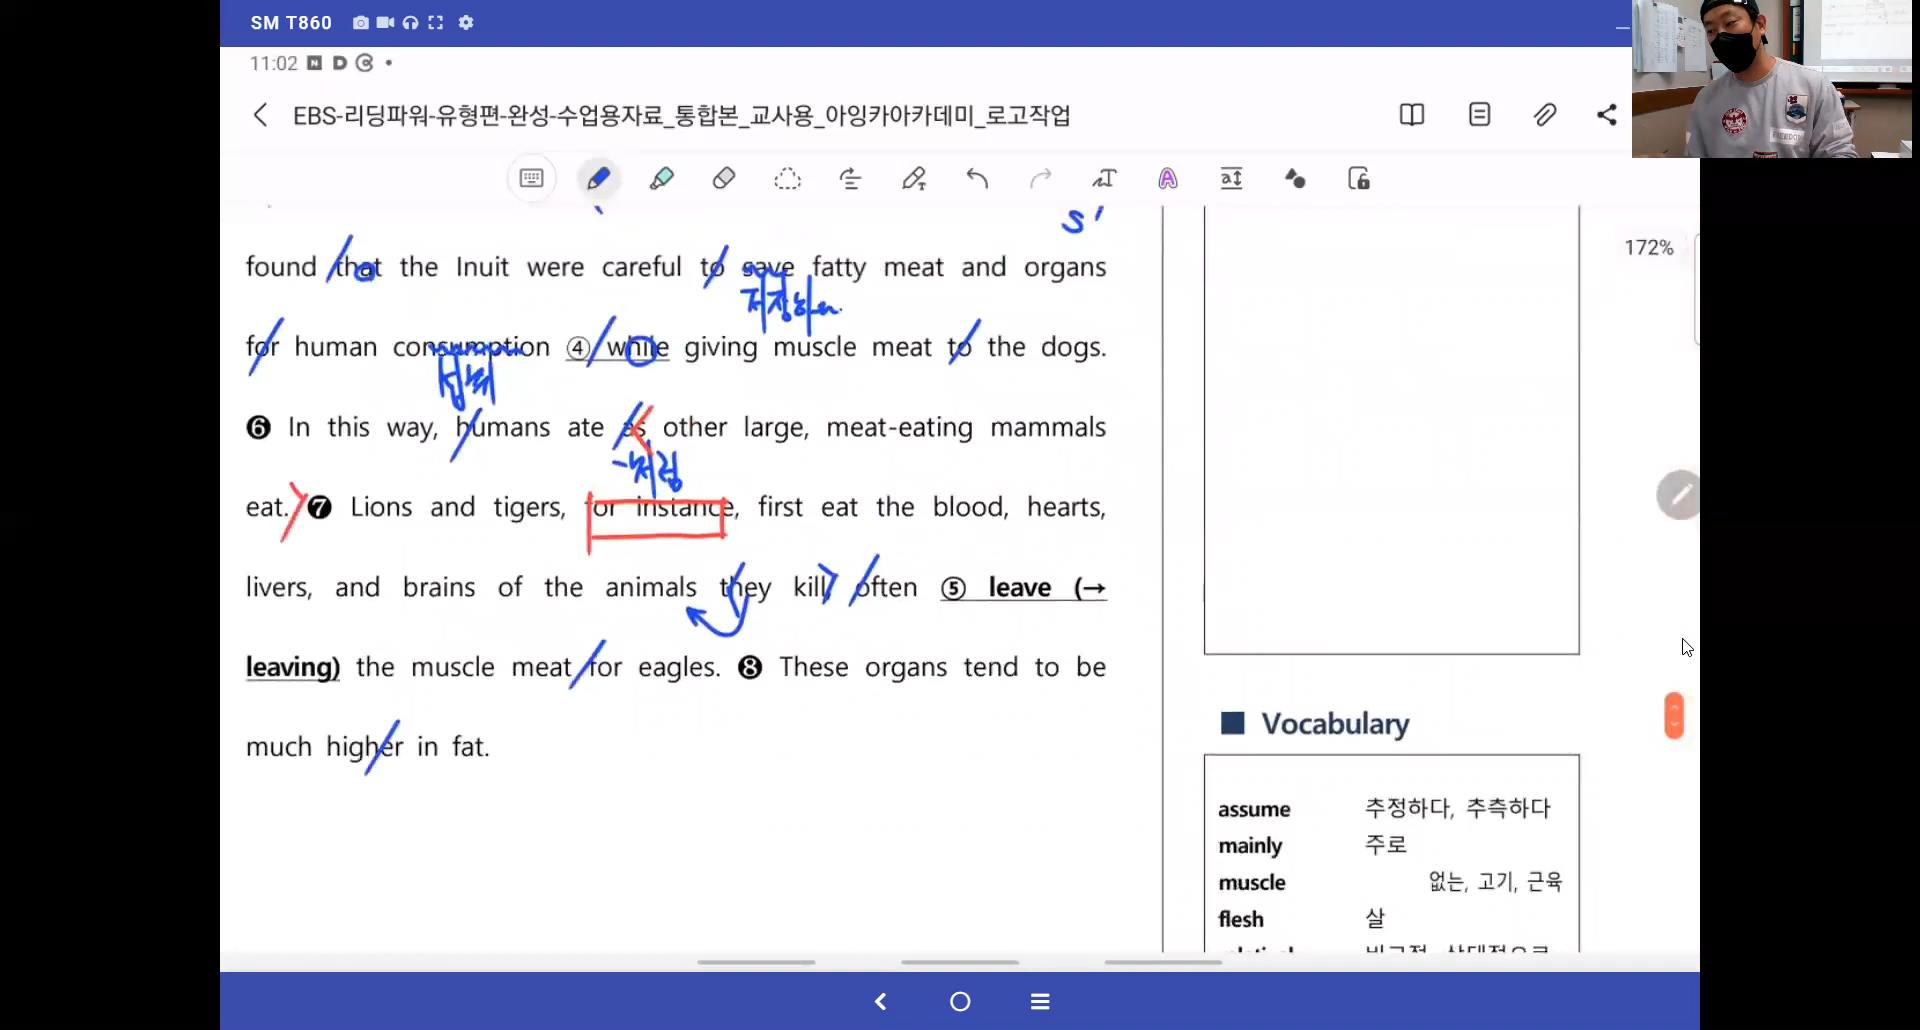 SM T860
11:02
EBS-리딩파워-유형편-완성-수업용자료_통합본_교사용_아잉카아카데미_로고작업
172%
found that the Inuit were careful to save fatty meat and organs
저장하다
for human consumption ④ while giving muscle meat to the dogs.
섭취
❻ In this way, humans ate as other large, meat-eating mammals
~처럼
eat. ❼ Lions and tigers, for instance, first eat the blood, hearts,
livers, and brains of the animals they kill, often ⑤ leave (→
leaving) the muscle meat for eagles. ❽ These organs tend to be
much higher in fat.
Vocabulary
assume 추정하다, 추측하다
mainly 주로
muscle 없는, 고기, 근육
flesh 살